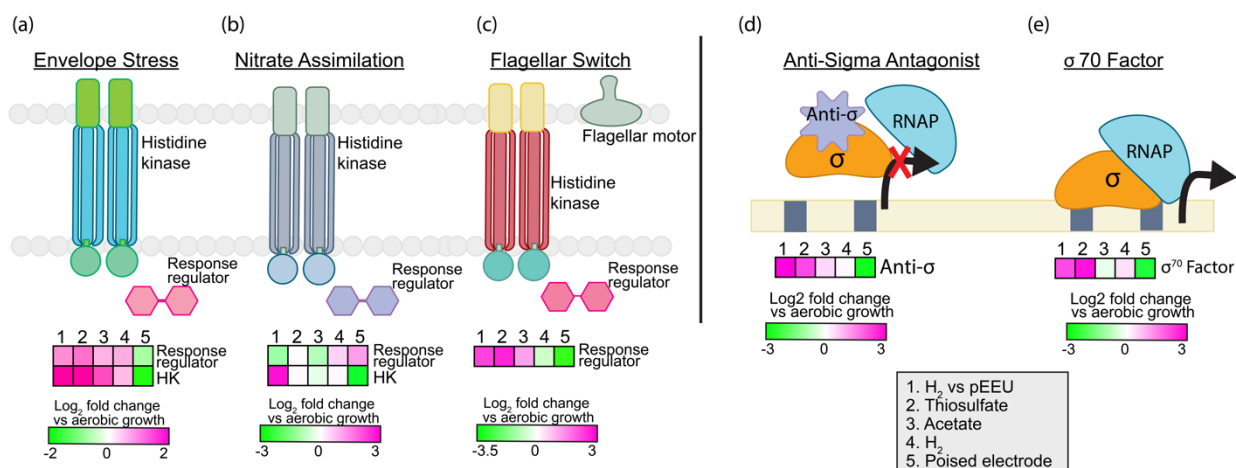 (a)
Envelope Stress
Histidine
kinase
Response
regulator
1 2 3 4 5
Response
regulator
HK
Log2 fold change
vs aerobic growth
-2 0 2
(b)
Nitrate Assimilation
Histidine
kinase
Response
regulator
1 2 3 4 5
Response
regulator
HK
Log2 fold change
vs aerobic growth
-3 0 3
(c)
Flagellar Switch
Flagellar motor
Histidine
kinase
Response
regulator
1 2 3 4 5
Response
regulator
Log2 fold change
vs aerobic growth
-3.5 0 3
(d)
Anti-Sigma Antagonist
Anti-σ
RNAP
σ
1 2 3 4 5
Anti-σ
Log2 fold change
vs aerobic growth
-3 0 3
(e)
σ 70 Factor
RNAP
σ
1 2 3 4 5
σ70 Factor
Log2 fold change
vs aerobic growth
-3 0 3
1. H2 vs pEEU
2. Thiosulfate
3. Acetate
4. H2
5. Poised electrode